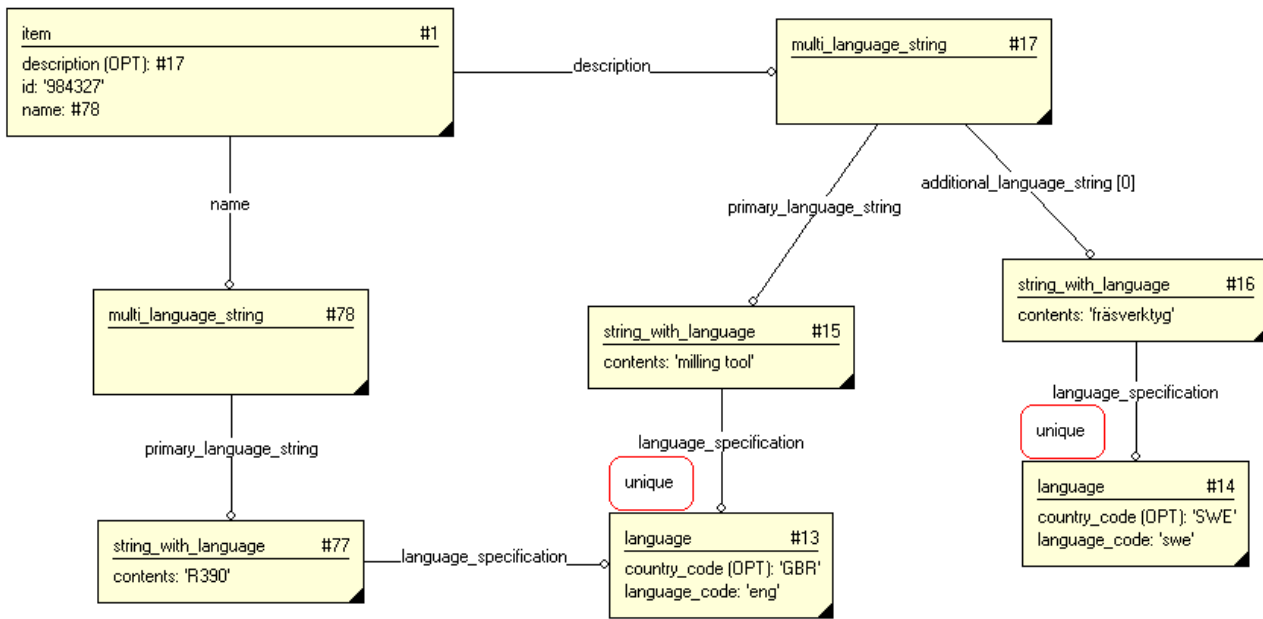 item #1
description (OPT): #17
id: '984327'
name: #78
description
multi_language_string #17
name
primary_language_string
additional_language_string [0]
multi_language_string #78
string_with_language #15
contents: 'milling tool'
string_with_language #16
contents: 'fräsverktyg'
primary_language_string
language_specification
unique
language_specification
unique
string_with_language #77
contents: 'R390'
language_specification
language #13
country_code (OPT): 'GBR'
language_code: 'eng'
language #14
country_code (OPT): 'SWE'
language_code: 'swe'